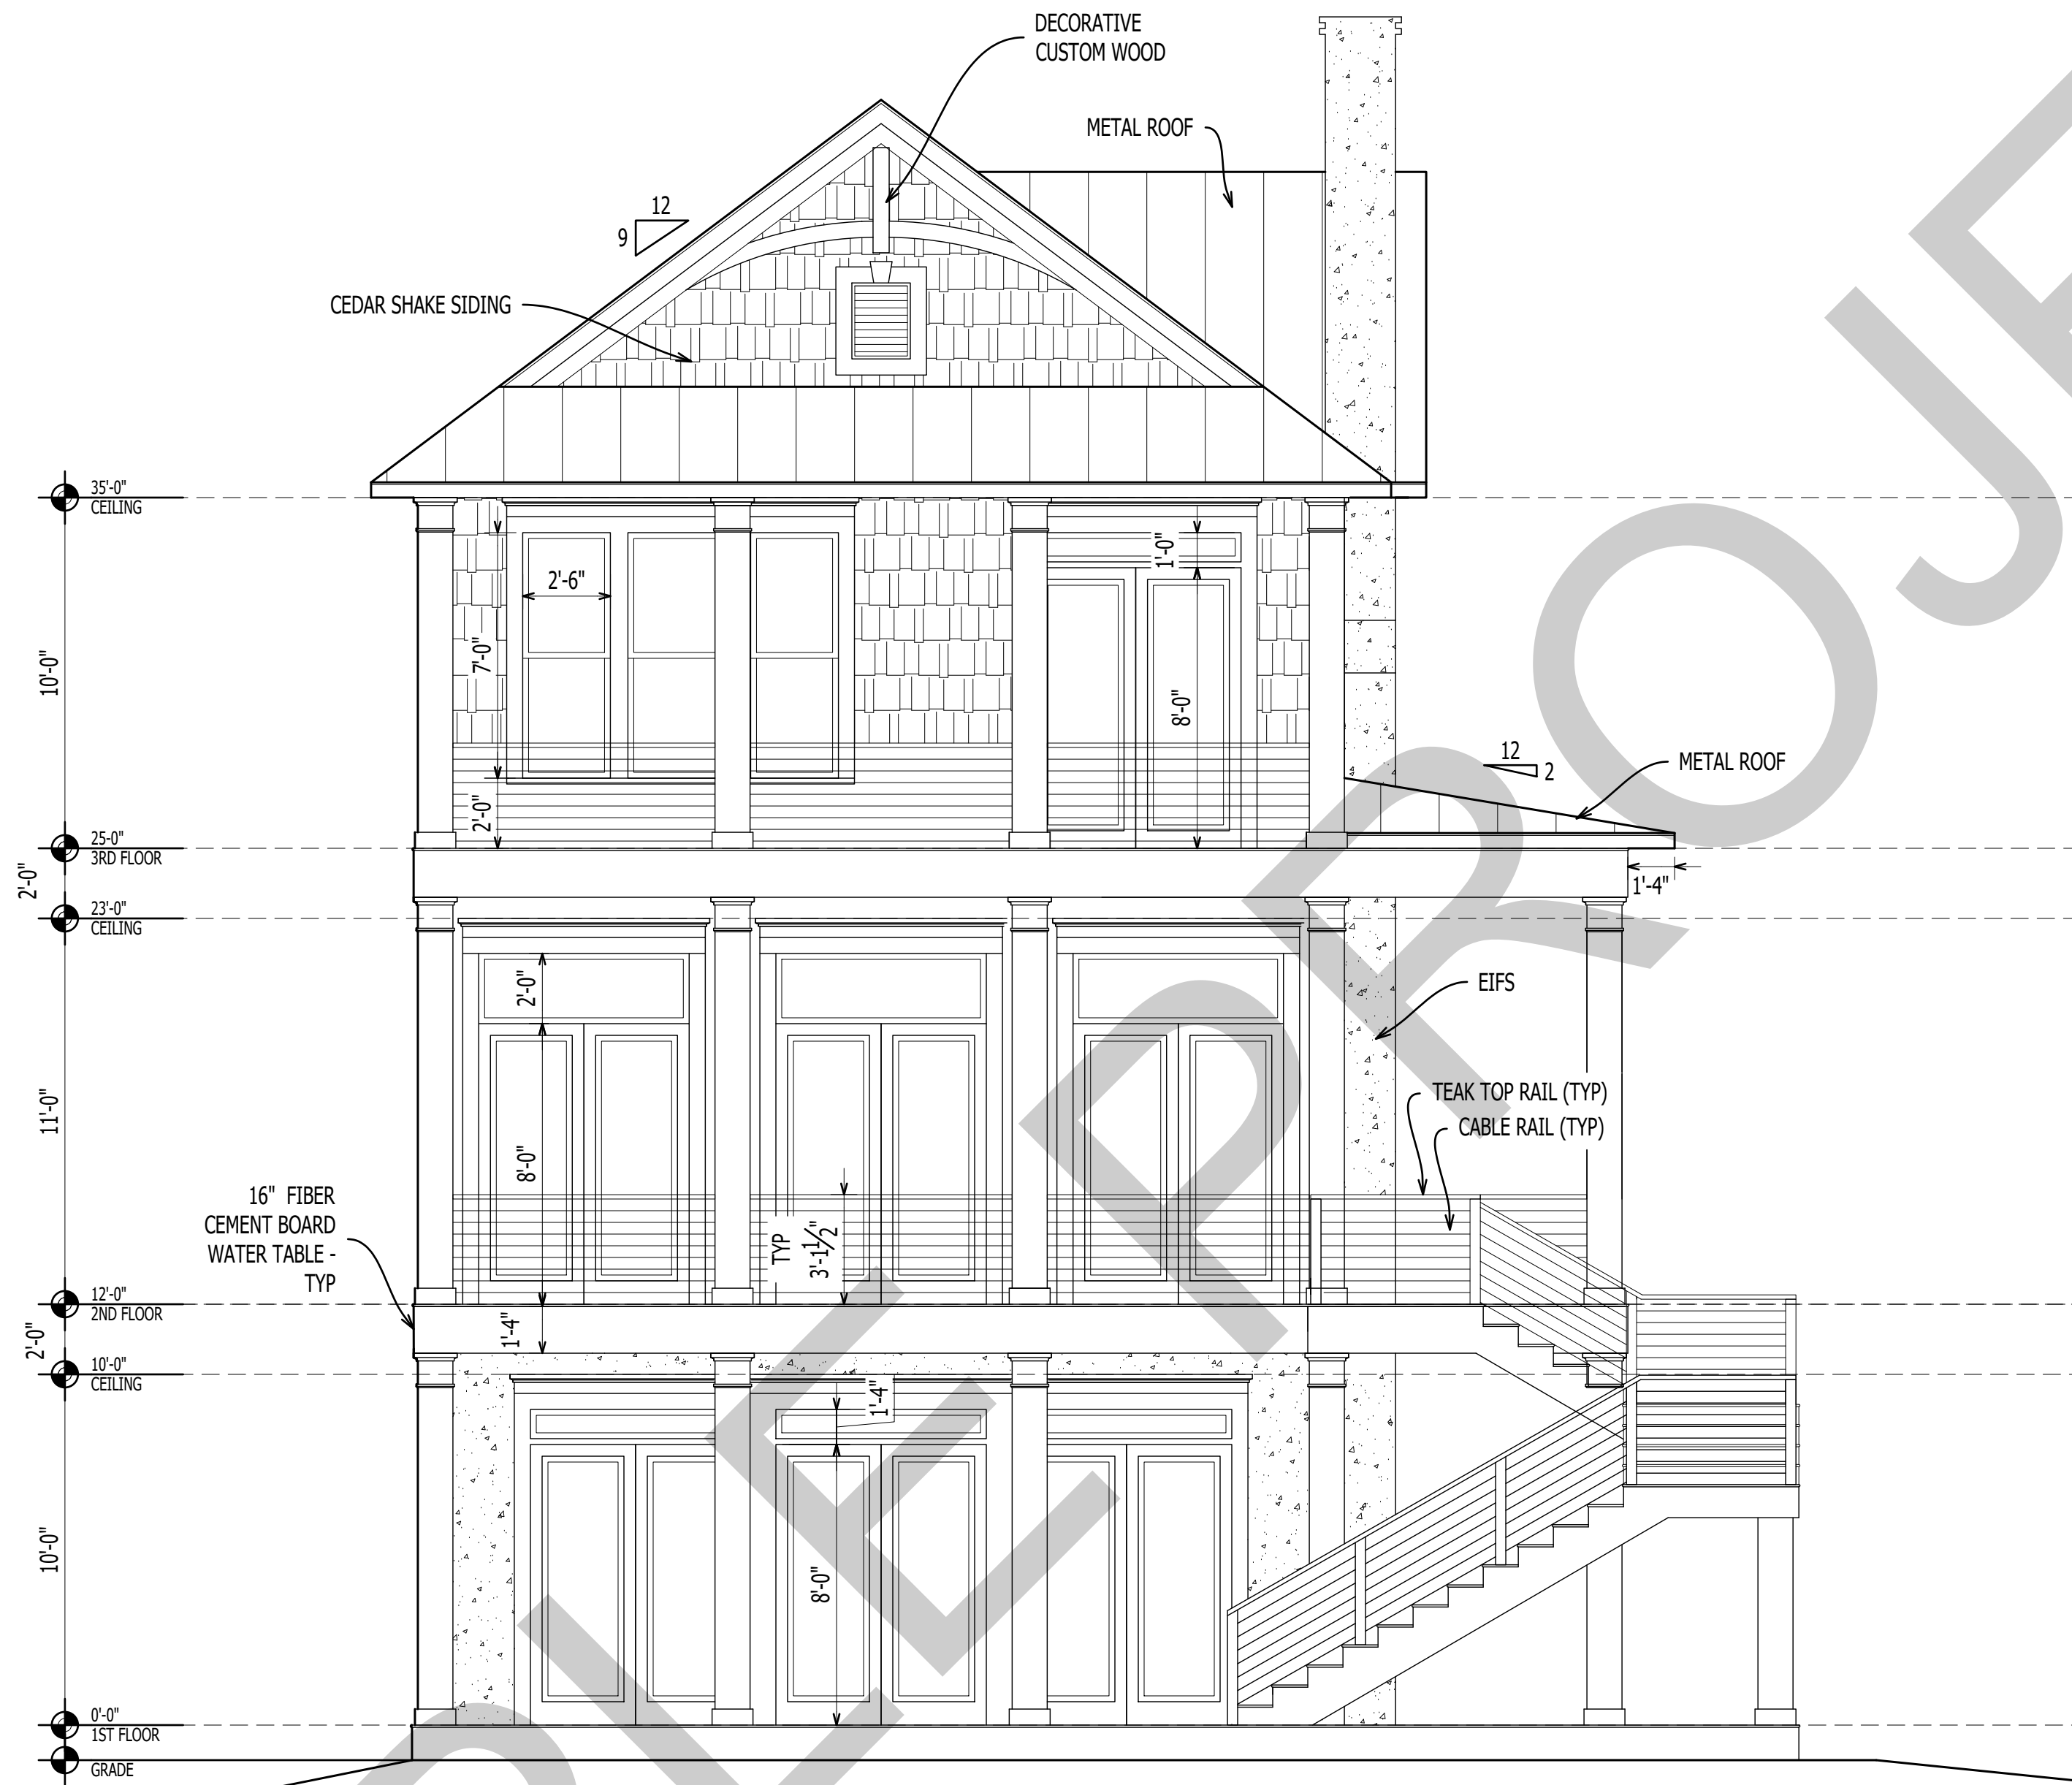 DECORATIVE
CUSTOM WOOD
METAL ROOF
12
9
CEDAR SHAKE SIDING
35'-0"
CEILING
1'-0"
2'-6"
7'-0"
10'-0"
8'-0"
12
2
METAL ROOF
2'-0"
25-0"
3RD FLOOR
2'-0"
1'-4"
23'-0"
CEILING
2'-0"
EIFS
11'-0"
TEAK TOP RAIL (TYP)
CABLE RAIL (TYP)
8'-0"
16" FIBER
CEMENT BOARD
WATER TABLE -
TYP
TYP
3'-1½"
12'-0"
2ND FLOOR
2'-0"
1'-4"
10'-0"
CEILING
1'-4"
10'-0"
8'-0"
0'-0"
1ST FLOOR
GRADE
PLE PROJE